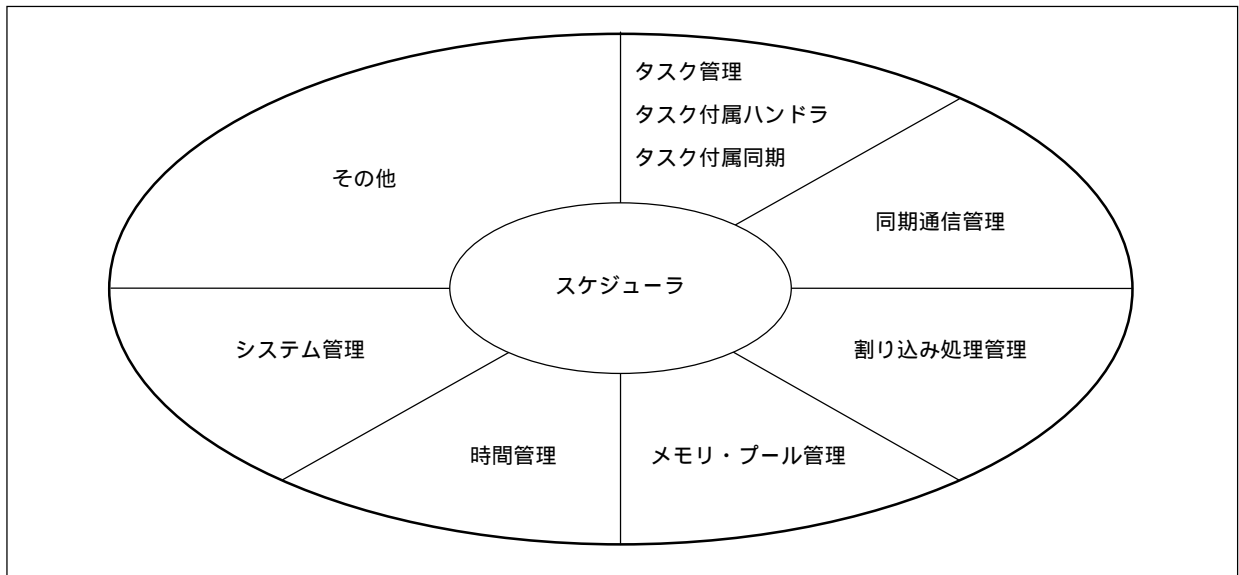 タスク管理
タスク付属ハンドラ
タスク付属同期
その他
同期通信管理
スケジューラ
システム管理
割り込み処理管理
時間管理
メモリ・プール管理